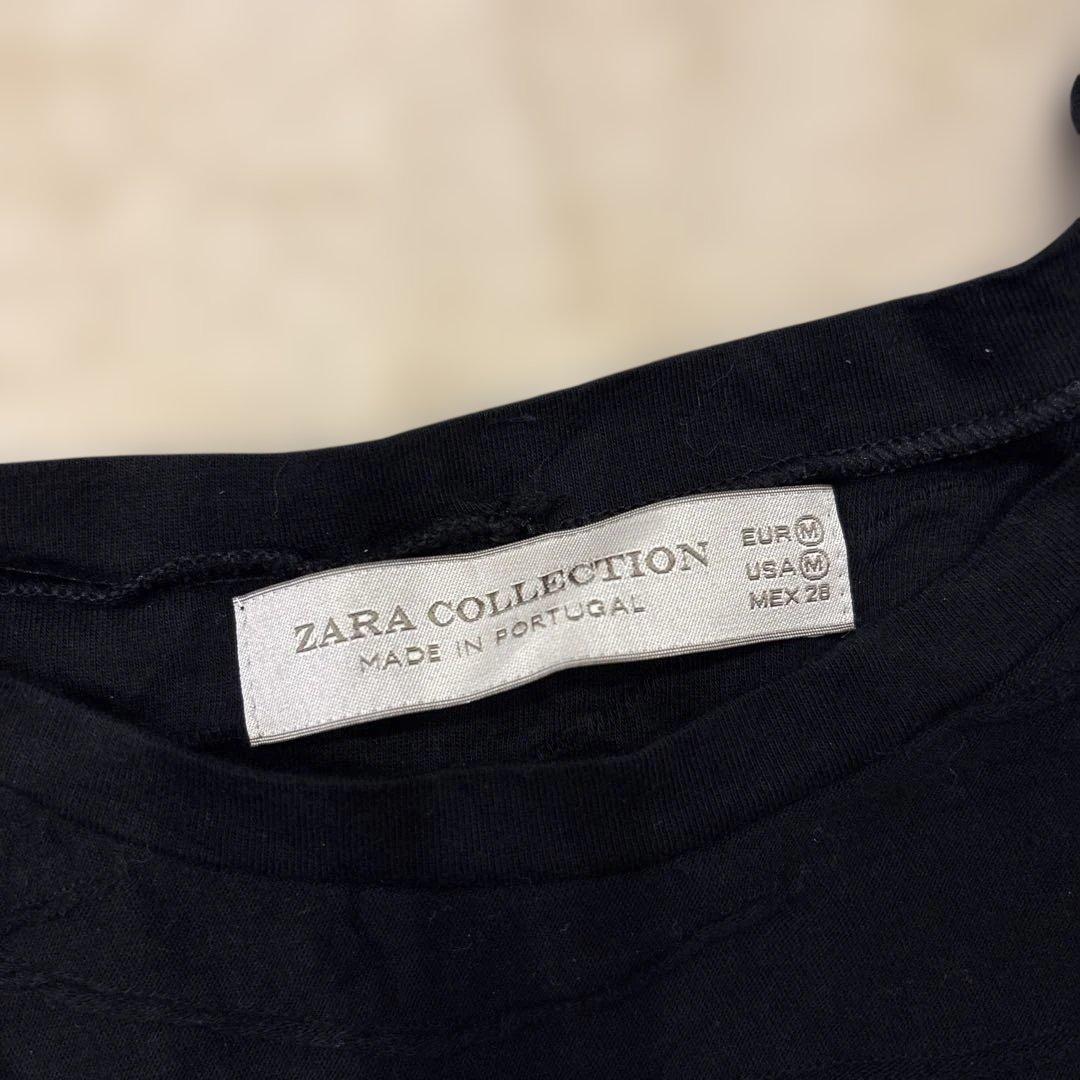 ZARA COLLECTION
MADE IN PORTUGAL
EUR M
USA M
MEX 28